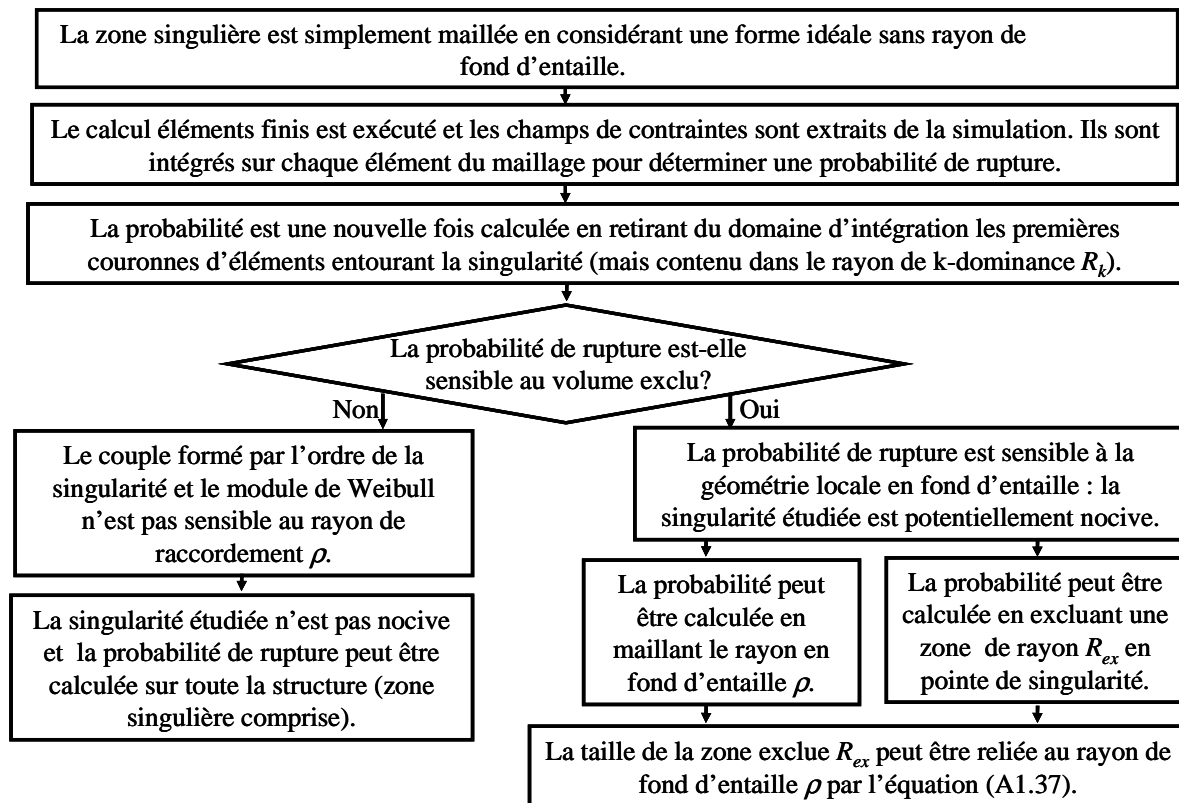 La zone singulière est simplement maillée en considérant une forme idéale sans rayon de
fond d'entaille.
Le calcul éléments finis est exécuté et les champs de contraintes sont extraits de la simulation. Ils sont
intégrés sur chaque élément du maillage pour déterminer une probabilité de rupture.
La probabilité est une nouvelle fois calculée en retirant du domaine d'intégration les premières
couronnes d'éléments entourant la singularité (mais contenu dans le rayon de k-dominance R_k).
La probabilité de rupture est-elle
sensible au volume exclu?
Non
Oui
Le couple formé par l'ordre de la
singularité et le module de Weibull
n'est pas sensible au rayon de
raccordement ρ.
La singularité étudiée n'est pas nocive
et la probabilité de rupture peut être
calculée sur toute la structure (zone
singulière comprise).
La probabilité de rupture est sensible à la
géométrie locale en fond d'entaille : la
singularité étudiée est potentiellement nocive.
La probabilité peut
être calculée en
maillant le rayon en
fond d'entaille ρ.
La probabilité peut être
calculée en excluant une
zone de rayon R_ex en
pointe de singularité.
La taille de la zone exclue R_ex peut être reliée au rayon de
fond d'entaille ρ par l'équation (A1.37).